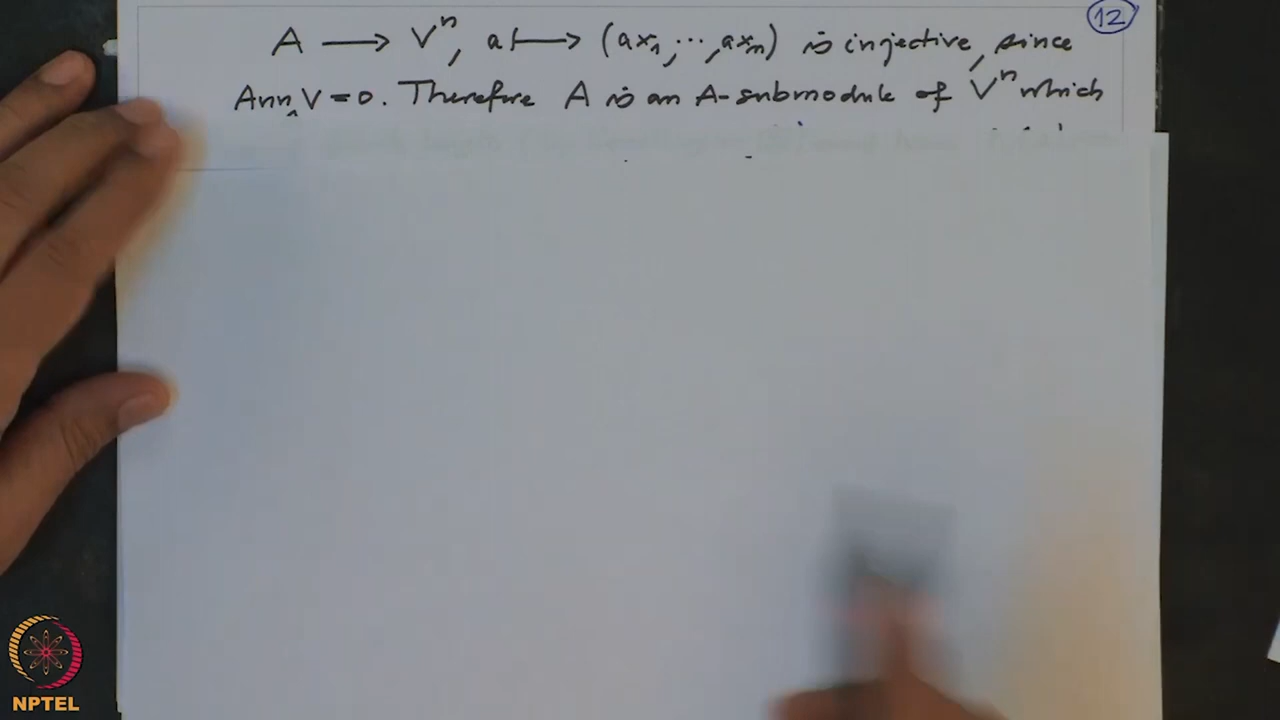 12
A ⟶ Vⁿ, a ⟼ (ax₁, ⋯, axₙ) is injective, since
Ann_A V = 0. Therefore A is an A-submodule of Vⁿ which
NPTEL